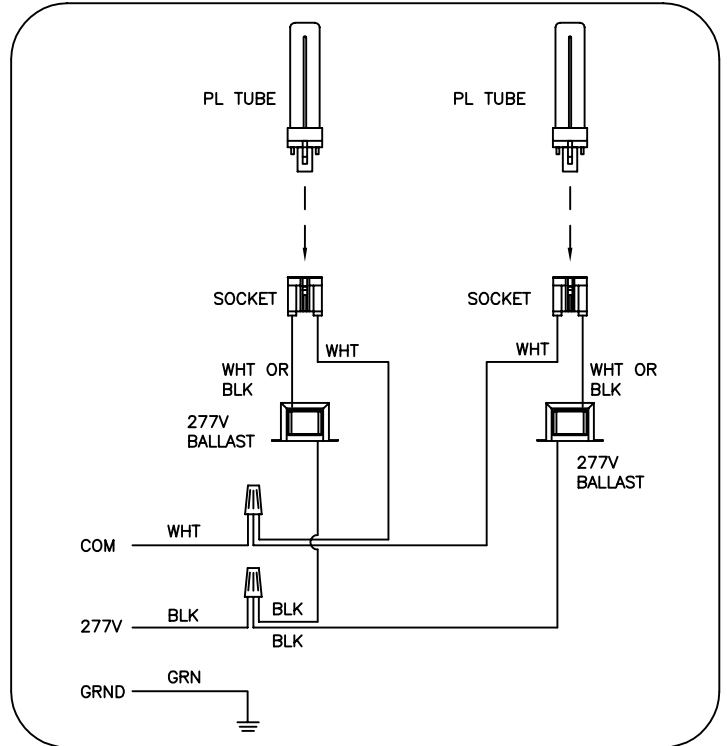 PL TUBE
PL TUBE
SOCKET
SOCKET
WHT
WHT
WHT OR
BLK
WHT OR
BLK
277V
BALLAST
277V
BALLAST
COM
WHT
277V
BLK
BLK
BLK
GRND
GRN